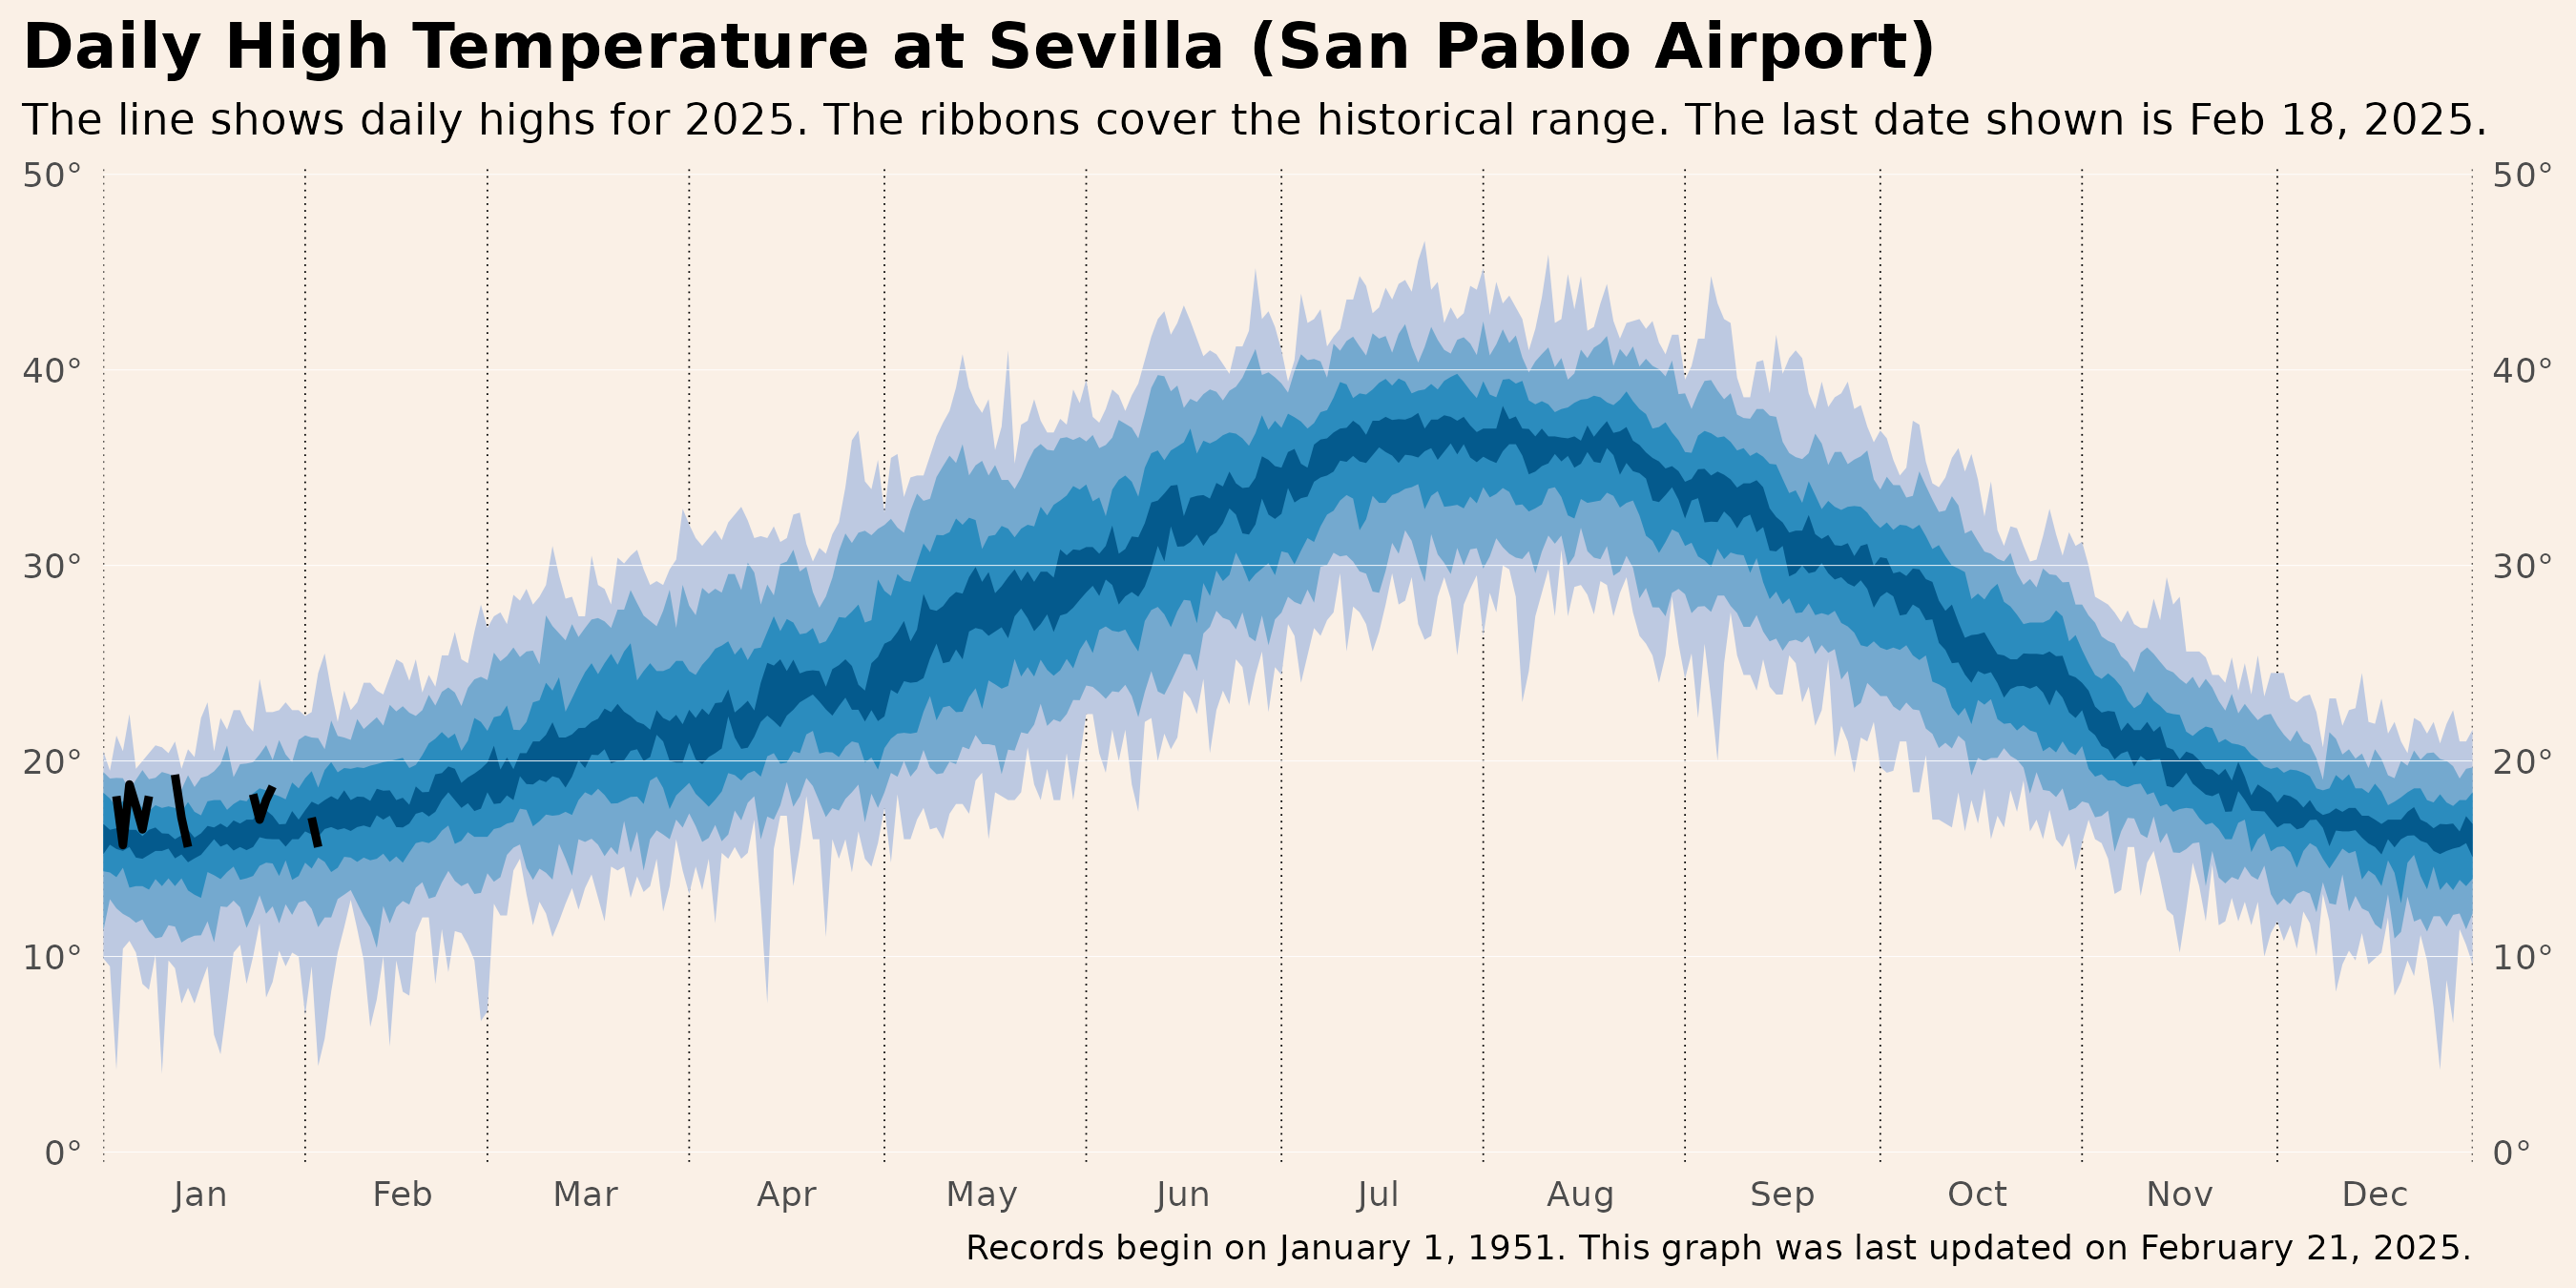 Daily High Temperature at Sevilla (San Pablo Airport)
The line shows daily highs for 2025. The ribbons cover the historical range. The last date shown is Feb 18, 2025.
50° 50°
40° 40°
30° 30°
20° 20°
10° 10°
0° 0°
Jan Feb Mar Apr May Jun Jul Aug Sep Oct Nov Dec
Records begin on January 1, 1951. This graph was last updated on February 21, 2025.